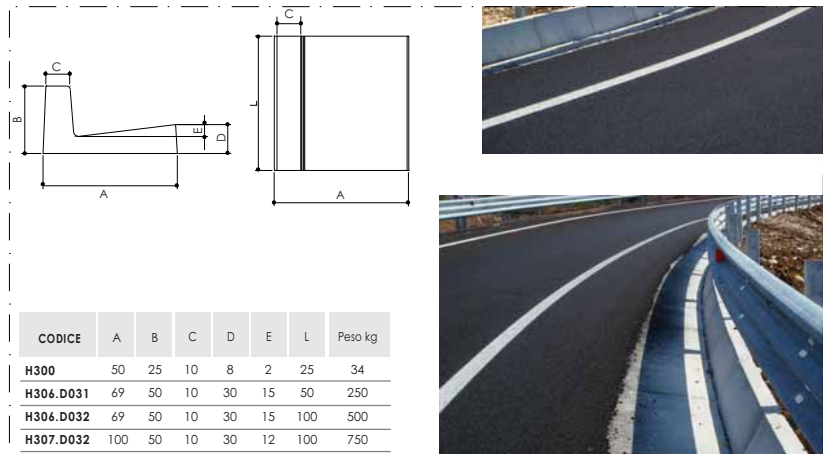 C
B
E
D
A
C
L
A
CODICE A B C D E L Peso kg
H300 50 25 10 8 2 25 34
H306.D031 69 50 10 30 15 50 250
H306.D032 69 50 10 30 15 100 500
H307.D032 100 50 10 30 12 100 750